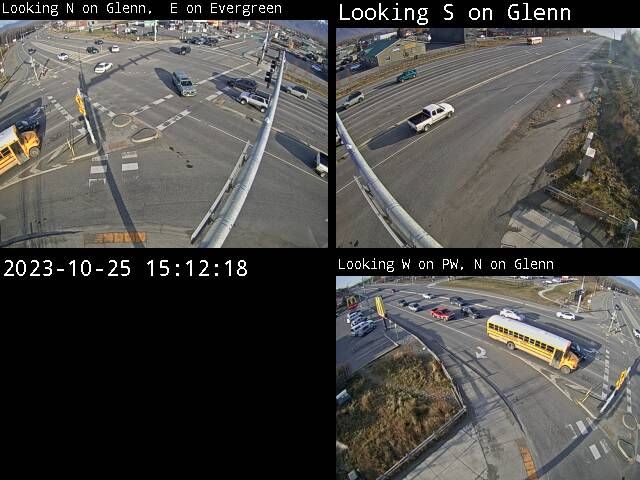 Looking N on Glenn,  E on Evergreen
Looking S on Glenn
2023-10-25 15:12:18
Looking W on PW, N on Glenn